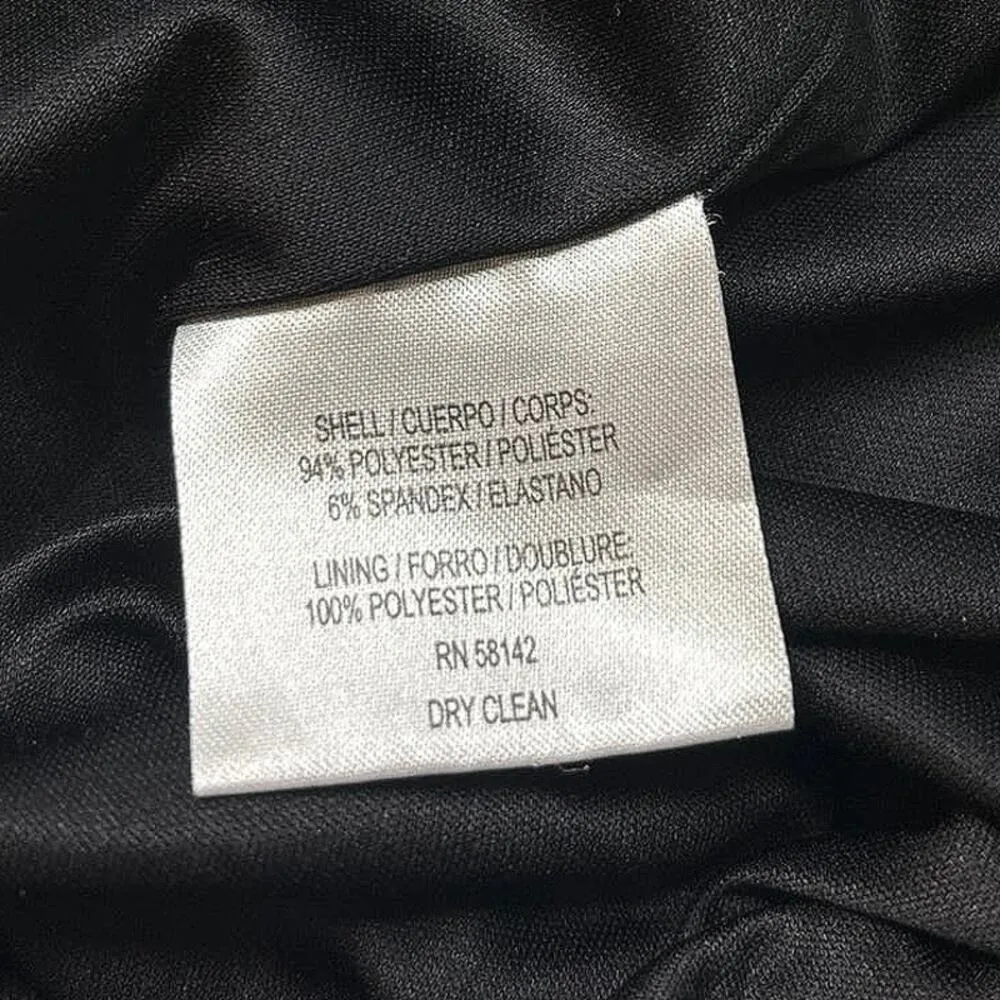 SHELL / CUERPO / CORPS:
94% POLYESTER / POLIÉSTER
6% SPANDEX / ELASTANO
LINING / FORRO / DOUBLURE:
100% POLYESTER / POLIÉSTER
RN 58142
DRY CLEAN